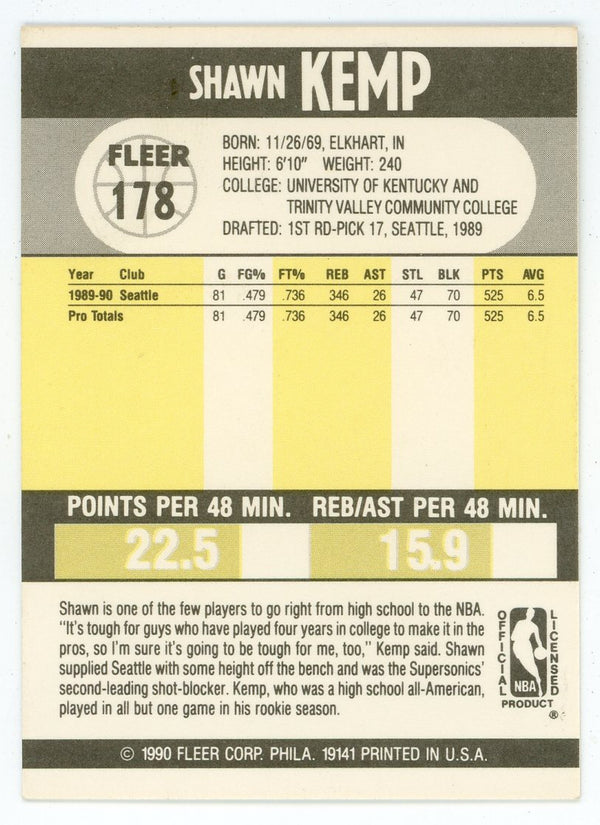 SHAWN KEMP
FLEER
178
BORN: 11/26/69, ELKHART, IN
HEIGHT: 6'10" WEIGHT: 240
COLLEGE: UNIVERSITY OF KENTUCKY AND
TRINITY VALLEY COMMUNITY COLLEGE
DRAFTED: 1ST RD-PICK 17, SEATTLE, 1989
Year Club G FG% FT% REB AST STL BLK PTS AVG
1989-90 Seattle 81 .479 .736 346 26 47 70 525 6.5
Pro Totals 81 .479 .736 346 26 47 70 525 6.5
POINTS PER 48 MIN. REB/AST PER 48 MIN.
22.5 15.9
Shawn is one of the few players to go right from high school to the NBA.
"It's tough for guys who have played four years in college to make it in the
pros, so I'm sure it's going to be tough for me, too," Kemp said. Shawn
supplied Seattle with some height off the bench and was the Supersonics'
second-leading shot-blocker. Kemp, who was a high school all-American,
played in all but one game in his rookie season.
OFFICIAL
LICENSED
NBA
PRODUCT
®
© 1990 FLEER CORP. PHILA. 19141 PRINTED IN U.S.A.